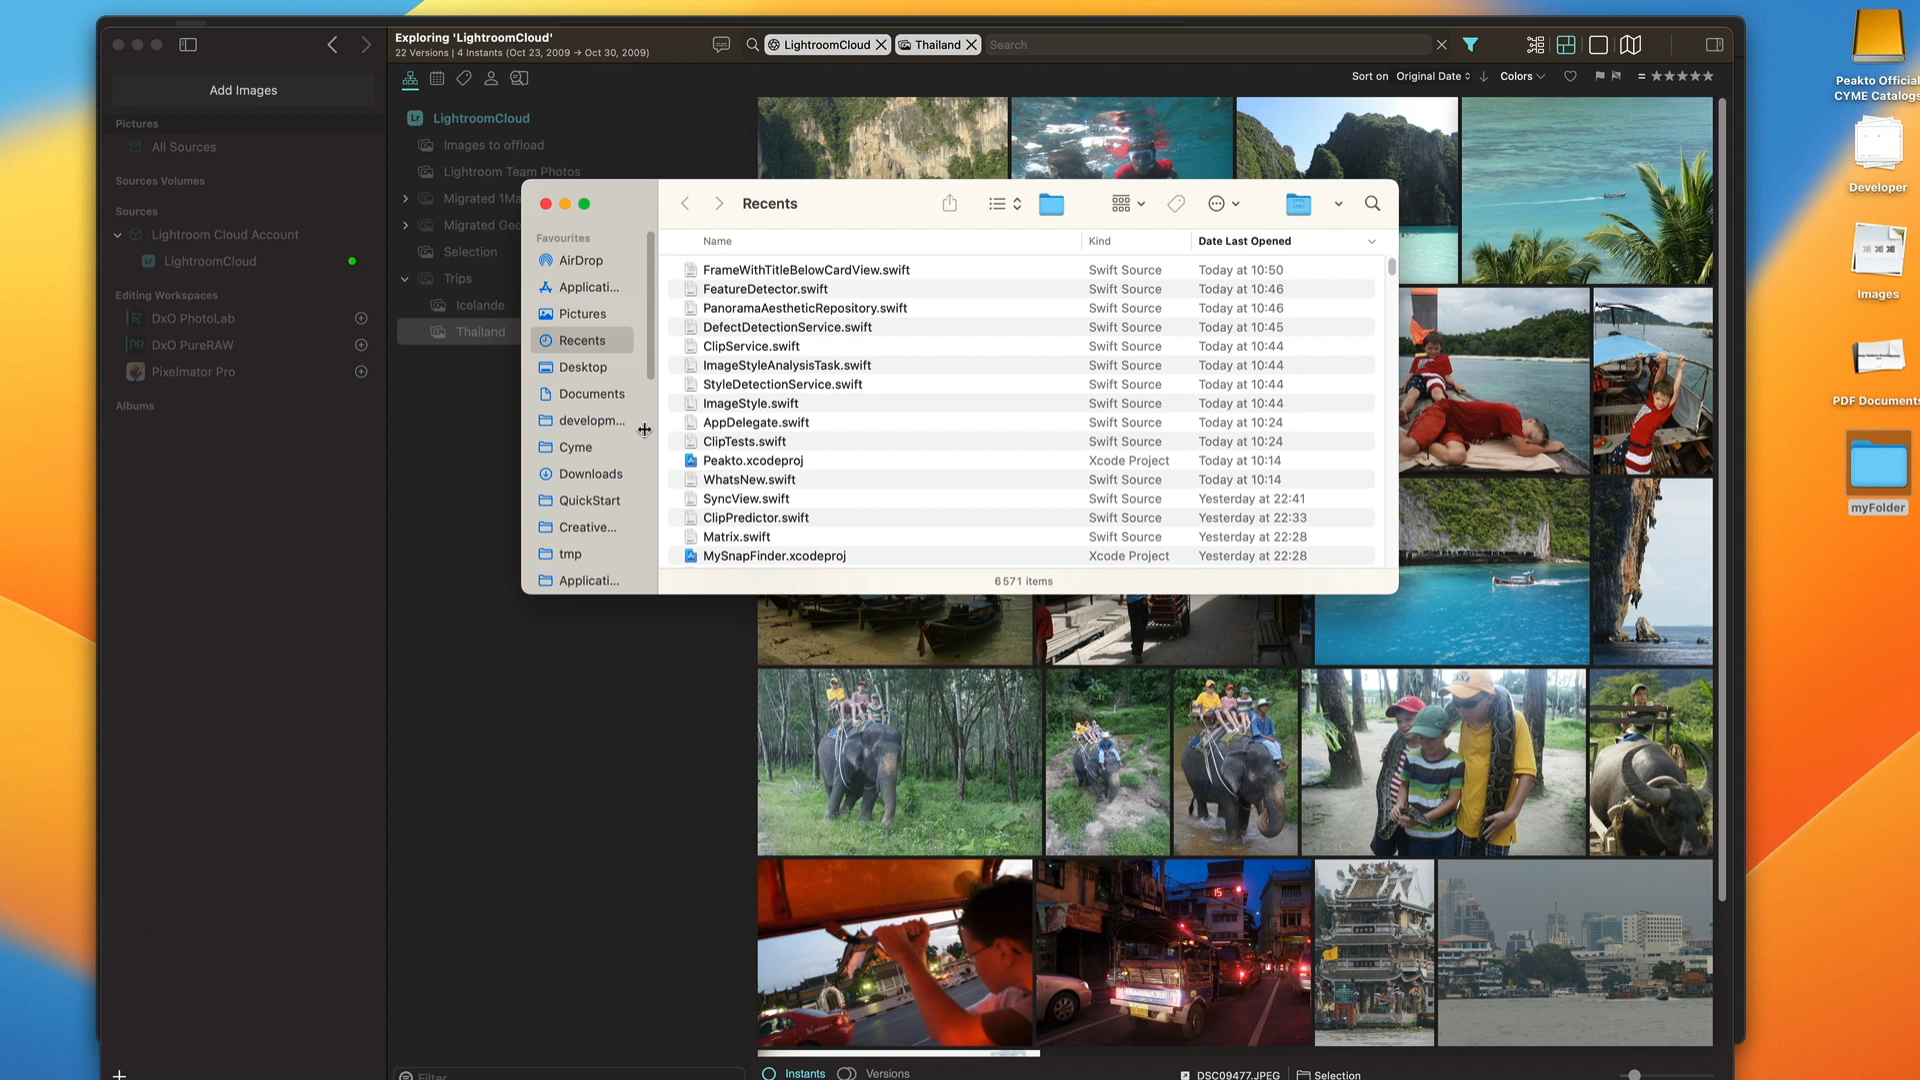 Exploring 'LightroomCloud'
22 Versions | 4 Instants (Oct 23, 2009 → Oct 30, 2009)
LightroomCloud
Thailand
Search
Add Images
Sort on Original Date
Colors
Pictures
All Sources
Sources Volumes
Sources
Lightroom Cloud Account
LightroomCloud
Editing Workspaces
DxO PhotoLab
DxO PureRAW
Pixelmator Pro
Albums
LightroomCloud
Images to offload
Lightroom Team Photos
Migrated 1Ma
Migrated Geo
Selection
Trips
Icelande
Thailand
Recents
Favourites
AirDrop
Applicati...
Pictures
Recents
Desktop
Documents
developm...
Cyme
Downloads
QuickStart
Creative...
tmp
Applicati...
Name Kind Date Last Opened
FrameWithTitleBelowCardView.swift Swift Source Today at 10:50
FeatureDetector.swift Swift Source Today at 10:46
PanoramaAestheticRepository.swift Swift Source Today at 10:46
DefectDetectionService.swift Swift Source Today at 10:45
ClipService.swift Swift Source Today at 10:44
ImageStyleAnalysisTask.swift Swift Source Today at 10:44
StyleDetectionService.swift Swift Source Today at 10:44
ImageStyle.swift Swift Source Today at 10:44
AppDelegate.swift Swift Source Today at 10:24
ClipTests.swift Swift Source Today at 10:24
Peakto.xcodeproj Xcode Project Today at 10:14
WhatsNew.swift Swift Source Today at 10:14
SyncView.swift Swift Source Yesterday at 22:41
ClipPredictor.swift Swift Source Yesterday at 22:33
Matrix.swift Swift Source Yesterday at 22:28
MySnapFinder.xcodeproj Xcode Project Yesterday at 22:28
6 571 items
Peakto Official
CYME Catalogs
Developer
Images
PDF Documents
myFolder
15
Filter
Instants
Versions
DSC09477.JPEG
Selection